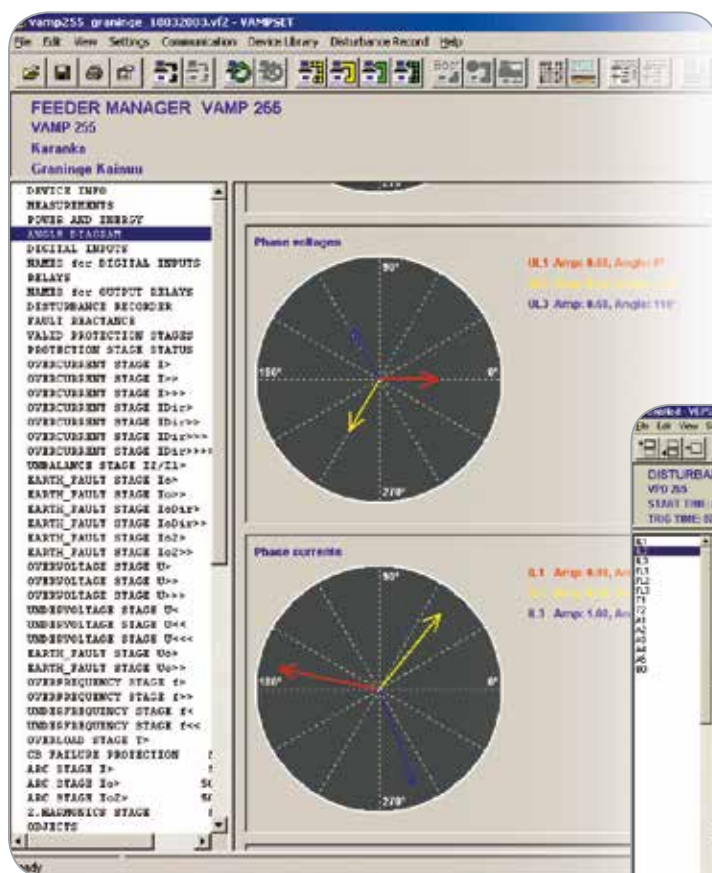 vamp255_graninge_18032003.vf2 - VAMPSET
File Edit View Settings Communication Device Library Disturbance Record Help
FEEDER MANAGER VAMP 255
VAMP 255
Karanka
Graninge Kainuu
DEVICE INFO
MEASUREMENTS
POWER AND ENERGY
ANGLE DIAGRAM
DIGITAL INPUTS
NAMES for DIGITAL INPUTS
RELAYS
NAMES for OUTPUT RELAYS
DISTURBANCE RECORDER
FAULT REACTANCE
VALID PROTECTION STAGES
PROTECTION STAGE STATUS
OVERCURRENT STAGE I>
OVERCURRENT STAGE I>>
OVERCURRENT STAGE I>>>
OVERCURRENT STAGE IDir>
OVERCURRENT STAGE IDir>>
OVERCURRENT STAGE IDir>>>
OVERCURRENT STAGE IDir>>>>
UNBALANCE STAGE I2/I1>
EARTH_FAULT STAGE Io>
EARTH_FAULT STAGE Io>>
EARTH_FAULT STAGE IoDir>
EARTH_FAULT STAGE IoDir>>
EARTH_FAULT STAGE Io2>
EARTH_FAULT STAGE Io2>>
OVERVOLTAGE STAGE U>
OVERVOLTAGE STAGE U>>
OVERVOLTAGE STAGE U>>>
UNDERVOLTAGE STAGE U<
UNDERVOLTAGE STAGE U<<
UNDERVOLTAGE STAGE U<<<
EARTH_FAULT STAGE Uo>
EARTH_FAULT STAGE Uo>>
OVERFREQUENCY STAGE f>
OVERFREQUENCY STAGE f>>
UNDERFREQUENCY STAGE f<
UNDERFREQUENCY STAGE f<<
OVERLOAD STAGE T>
CB FAILURE PROTECTION
ARC STAGE I>
ARC STAGE Io> 50
ARC STAGE Io2> 50
2.HARMONICS STAGE
OBJECTS
270°
Phase voltages
90°
180°
0°
270°
UL1 Amp: 0.60, Angle: 0°
UL3 Amp: 0.60, Angle: 118°
Phase currents
90°
180°
0°
270°
IL1 Amp:
IL3 Amp: 1.00,
DISTURBA
VPD 255
START TIME:
TRIG TIME:
IL1
IL2
IL3